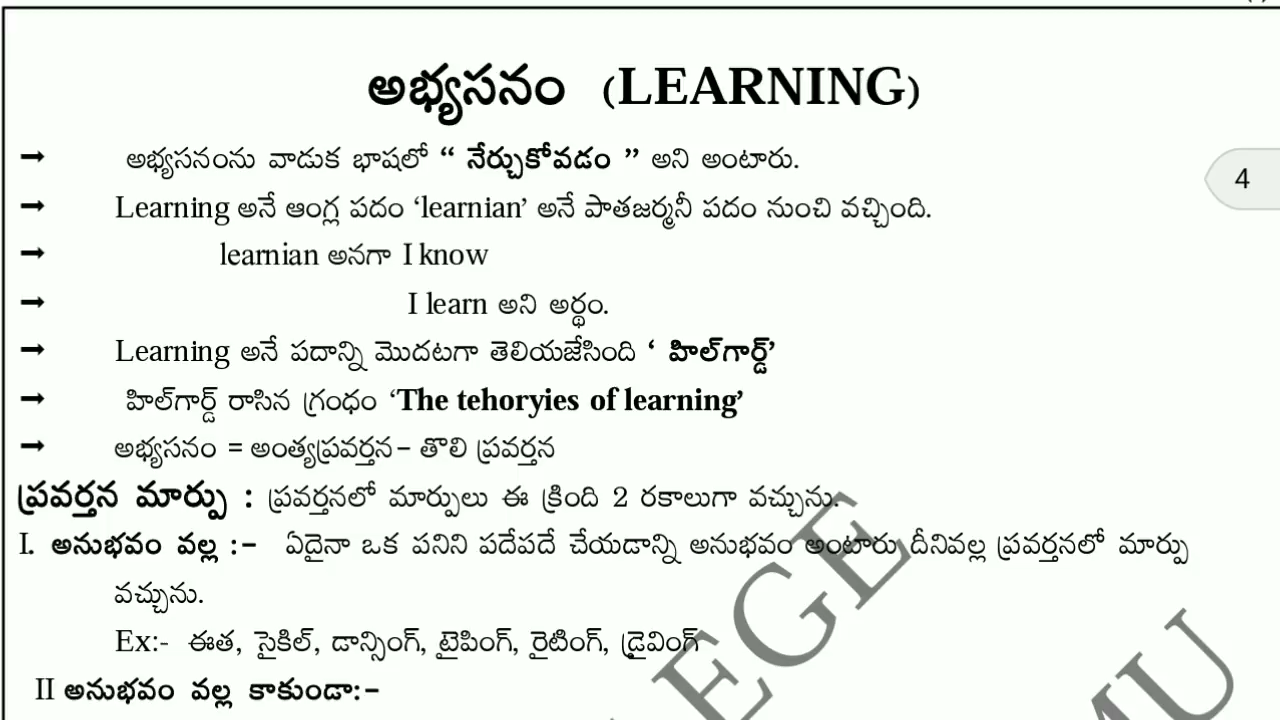 అభ్యసనం (LEARNING)
→ అభ్యసనంను వాడుక భాషలో “ నేర్చుకోవడం ” అని అంటారు.
4
→ Learning అనే ఆంగ్ల పదం ‘learnian’ అనే పాతజర్మనీ పదం నుంచి వచ్చింది.
→ learnian అనగా I know
→ I learn అని అర్థం.
→ Learning అనే పదాన్ని మొదటగా తెలియజేసింది ‘ హిల్‌గార్డ్’
→ హిల్‌గార్డ్ రాసిన గ్రంధం ‘The tehoryies of learning’
→ అభ్యసనం = అంత్యప్రవర్తన– తొలి ప్రవర్తన
ప్రవర్తన మార్పు : ప్రవర్తనలో మార్పులు ఈ క్రింది 2 రకాలుగా వచ్చును.
I. అనుభవం వల్ల :– ఏదైనా ఒక పనిని పదేపదే చేయడాన్ని అనుభవం అంటారు దీనివల్ల ప్రవర్తనలో మార్పు
వచ్చును.
Ex:- ఈత, సైకిల్, డాన్సింగ్, టైపింగ్, రైటింగ్, డ్రైవింగ్
II అనుభవం వల్ల కాకుండా:–